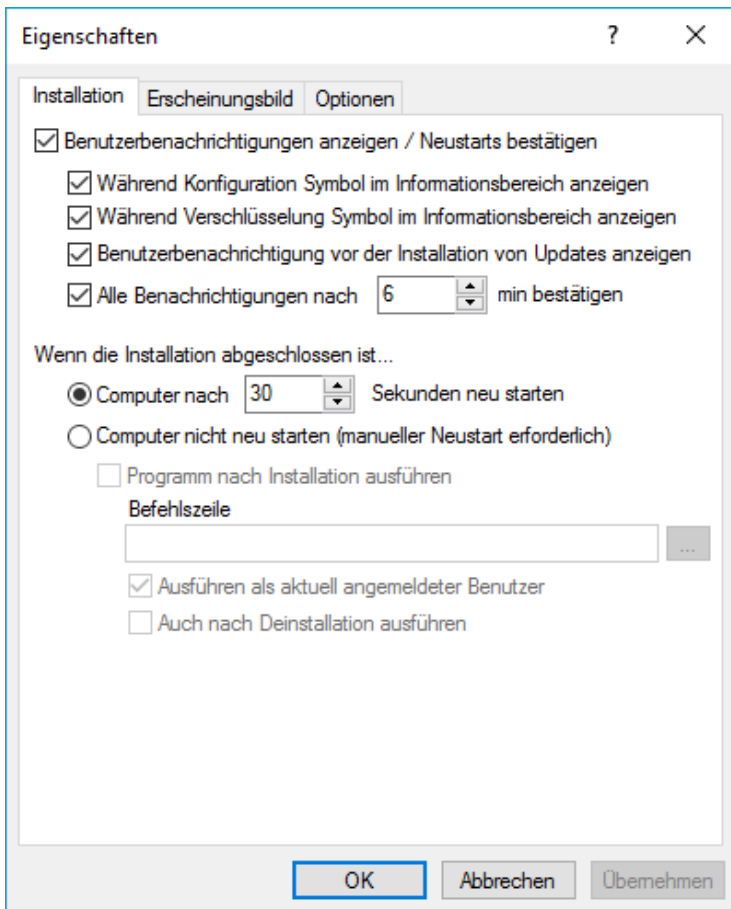 Eigenschaften ?
Installation Erscheinungsbild Optionen
Benutzerbenachrichtigungen anzeigen / Neustarts bestätigen
Während Konfiguration Symbol im Informationsbereich anzeigen
Während Verschlüsselung Symbol im Informationsbereich anzeigen
Benutzerbenachrichtigung vor der Installation von Updates anzeigen
Alle Benachrichtigungen nach 6 min bestätigen
Wenn die Installation abgeschlossen ist...
Computer nach 30 Sekunden neu starten
Computer nicht neu starten (manueller Neustart erforderlich)
Programm nach Installation ausführen
Befehlszeile
...
Ausführen als aktuell angemeldeter Benutzer
Auch nach Deinstallation ausführen
OK Abbrechen Übernehmen